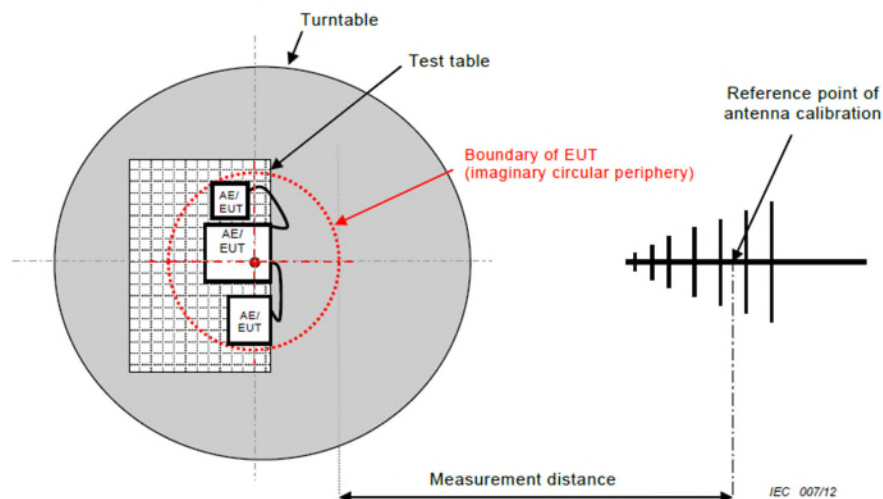 Turntable
Test table
Reference point of
antenna calibration
Boundary of EUT
(imaginary circular periphery)
AE/
EUT
AE/
EUT
AE/
EUT
Measurement distance
IEC 007/12